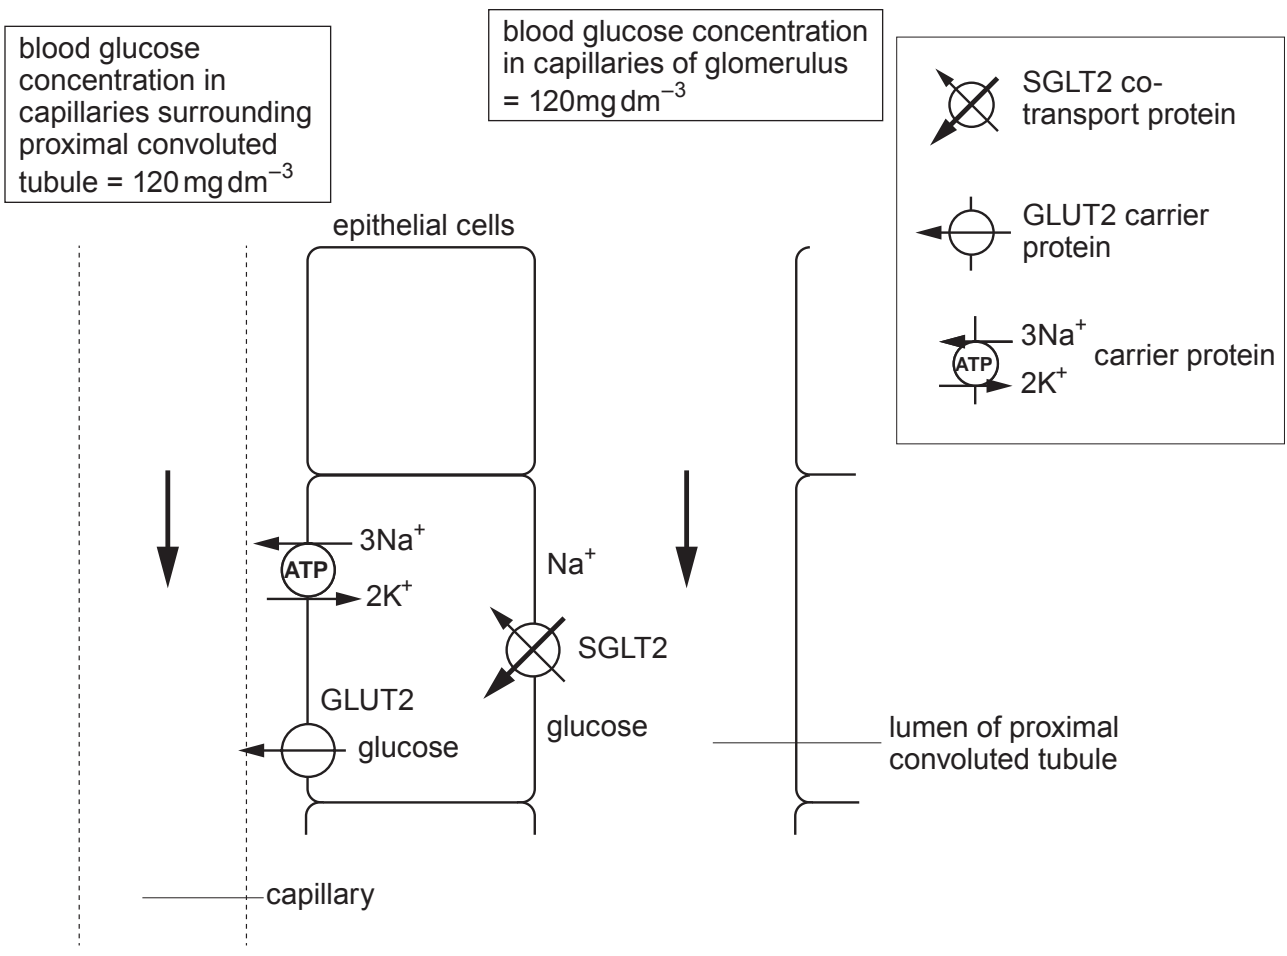 blood glucose
concentration in
capillaries surrounding
proximal convoluted
tubule = 120 mg dm⁻³
blood glucose concentration
in capillaries of glomerulus
= 120mg dm⁻³
SGLT2 co-
transport protein
GLUT2 carrier
protein
3Na⁺
ATP
2K⁺
carrier protein
epithelial cells
3Na⁺
ATP
2K⁺
Na⁺
SGLT2
GLUT2
glucose
glucose
lumen of proximal
convoluted tubule
capillary